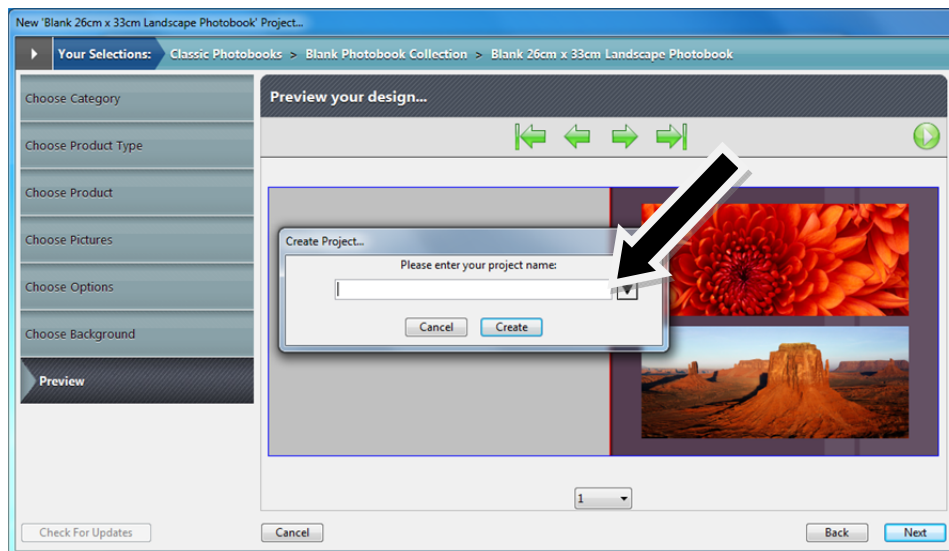 New 'Blank 26cm x 33cm Landscape Photobook' Project...
Your Selections: Classic Photobooks > Blank Photobook Collection > Blank 26cm x 33cm Landscape Photobook
Choose Category
Choose Product Type
Choose Product
Choose Pictures
Choose Options
Choose Background
Preview
Preview your design...
Create Project...
Please enter your project name:
Cancel
Create
1
Check For Updates
Cancel
Back
Next